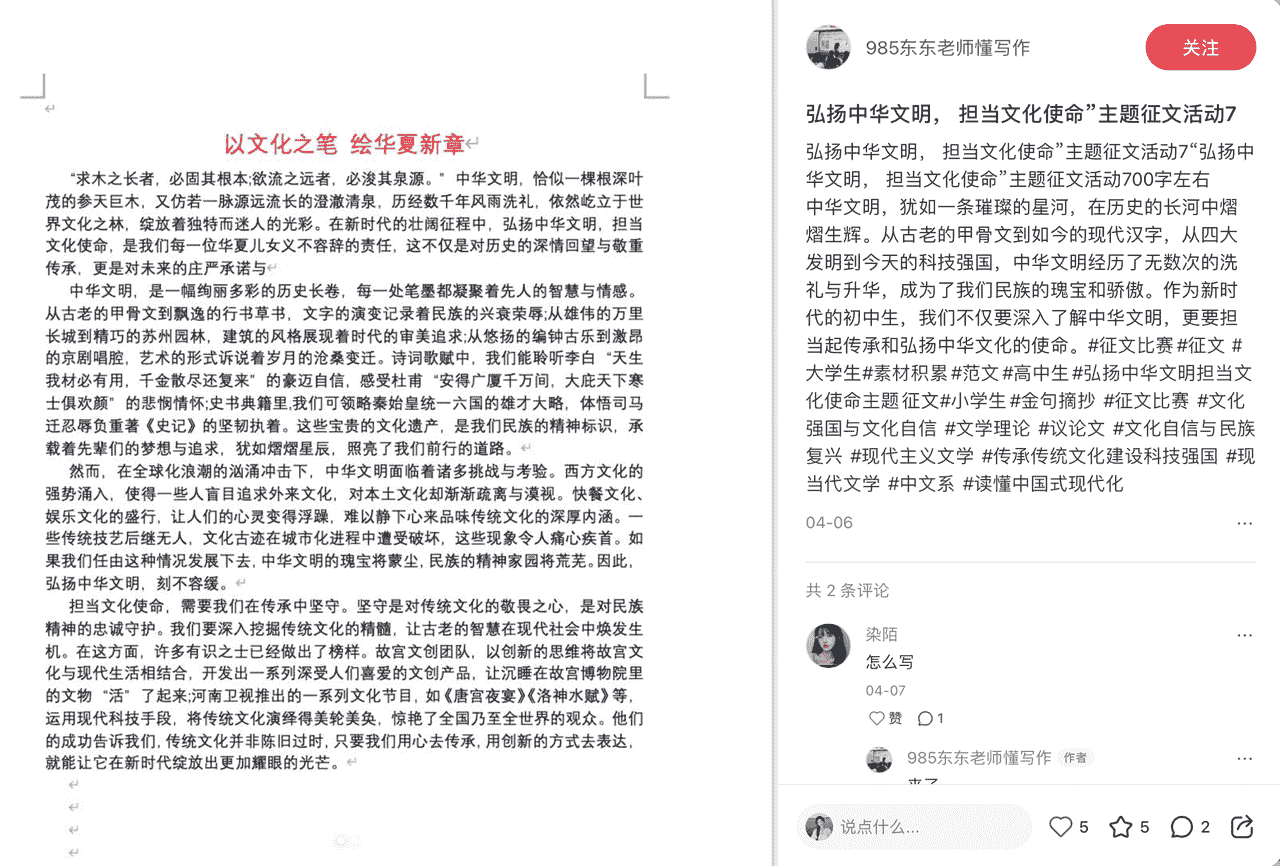 以文化之笔 绘华夏新章
“求木之长者，必固其根本;欲流之远者，必浚其泉源。” 中华文明，恰似一棵根深叶
茂的参天巨木，又仿若一脉源远流长的澄澈清泉，历经数千年风雨洗礼，依然屹立于世
界文化之林，绽放着独特而迷人的光彩。在新时代的壮阔征程中，弘扬中华文明，担当
文化使命，是我们每一位华夏儿女义不容辞的责任，这不仅是对历史的深情回望与敬重
传承，更是对未来的庄严承诺与
中华文明，是一幅绚丽多彩的历史长卷，每一处笔墨都凝聚着先人的智慧与情感。
从古老的甲骨文到飘逸的行书草书，文字的演变记录着民族的兴衰荣辱;从雄伟的万里
长城到精巧的苏州园林，建筑的风格展现着时代的审美追求;从悠扬的编钟古乐到激昂
的京剧唱腔，艺术的形式诉说着岁月的沧桑变迁。诗词歌赋中，我们能聆听李白 “天生
我材必有用，千金散尽还复来” 的豪迈自信，感受杜甫 “安得广厦千万间，大庇天下寒
士俱欢颜” 的悲悯情怀;史书典籍里,我们可领略秦始皇统一六国的雄才大略，体悟司马
迁忍辱负重著《史记》的坚韧执着。这些宝贵的文化遗产，是我们民族的精神标识，承
载着先辈们的梦想与追求，犹如熠熠星辰，照亮了我们前行的道路。
然而，在全球化浪潮的汹涌冲击下，中华文明面临着诸多挑战与考验。西方文化的
强势涌入，使得一些人盲目追求外来文化，对本土文化却渐渐疏离与漠视。快餐文化、
娱乐文化的盛行，让人们的心灵变得浮躁，难以静下心来品味传统文化的深厚内涵。一
些传统技艺后继无人，文化古迹在城市化进程中遭受破坏，这些现象令人痛心疾首。如
果我们任由这种情况发展下去,中华文明的瑰宝将蒙尘,民族的精神家园将荒芜。因此，
弘扬中华文明，刻不容缓。
担当文化使命，需要我们在传承中坚守。坚守是对传统文化的敬畏之心，是对民族
精神的忠诚守护。我们要深入挖掘传统文化的精髓，让古老的智慧在现代社会中焕发生
机。在这方面，许多有识之士已经做出了榜样。故宫文创团队，以创新的思维将故宫文
化与现代生活相结合，开发出一系列深受人们喜爱的文创产品，让沉睡在故宫博物院里
的文物 “活” 了起来;河南卫视推出的一系列文化节目，如《唐宫夜宴》《洛神水赋》等，
运用现代科技手段，将传统文化演绎得美轮美奂，惊艳了全国乃至全世界的观众。他们
的成功告诉我们,传统文化并非陈旧过时,只要我们用心去传承,用创新的方式去表达，
就能让它在新时代绽放出更加耀眼的光芒。
985东东老师懂写作
关注
弘扬中华文明， 担当文化使命”主题征文活动7
弘扬中华文明， 担当文化使命”主题征文活动7“弘扬中
华文明， 担当文化使命”主题征文活动700字左右
中华文明，犹如一条璀璨的星河，在历史的长河中熠
熠生辉。从古老的甲骨文到如今的现代汉字，从四大
发明到今天的科技强国，中华文明经历了无数次的洗
礼与升华，成为了我们民族的瑰宝和骄傲。作为新时
代的初中生，我们不仅要深入了解中华文明，更要担
当起传承和弘扬中华文化的使命。#征文比赛#征文 #
大学生#素材积累#范文#高中生#弘扬中华文明担当文
化使命主题征文#小学生#金句摘抄 #征文比赛 #文化
强国与文化自信 #文学理论 #议论文 #文化自信与民族
复兴 #现代主义文学 #传承传统文化建设科技强国 #现
当代文学 #中文系 #读懂中国式现代化
04-06
共 2 条评论
染陌
怎么写
04-07
赞 1
985东东老师懂写作 作者
来了
说点什么...
5 5 2